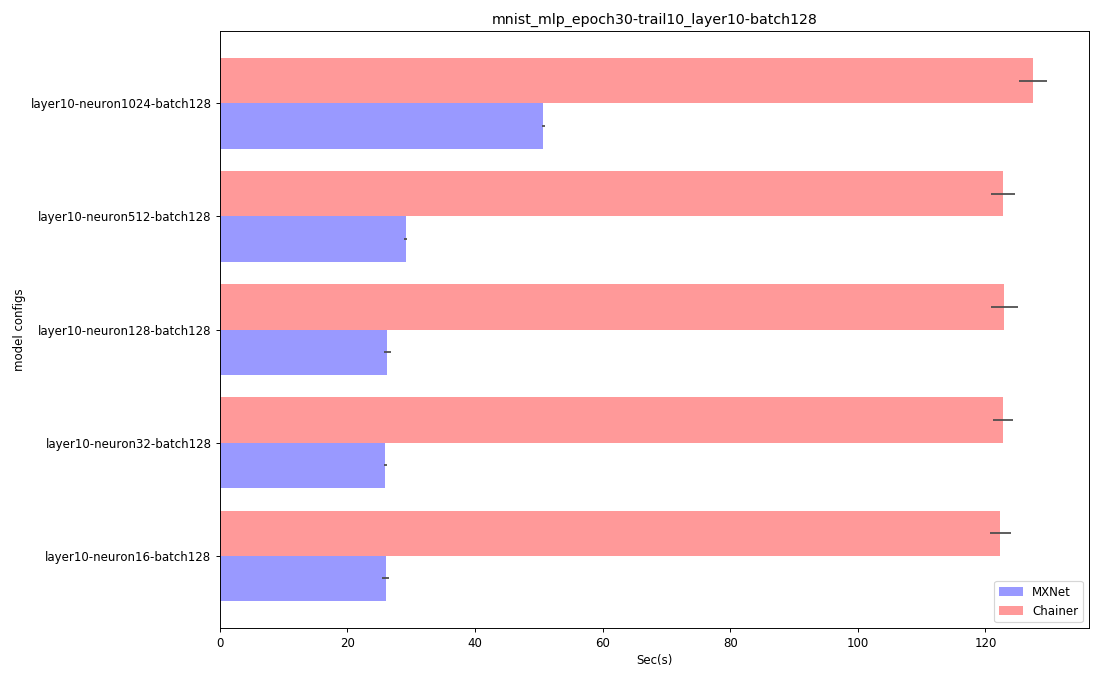 mnist_mlp_epoch30-trail10_layer10-batch128
model configs
layer10-neuron1024-batch128
layer10-neuron512-batch128
layer10-neuron128-batch128
layer10-neuron32-batch128
layer10-neuron16-batch128
MXNet
Chainer
0 20 40 60 80 100 120
Sec(s)